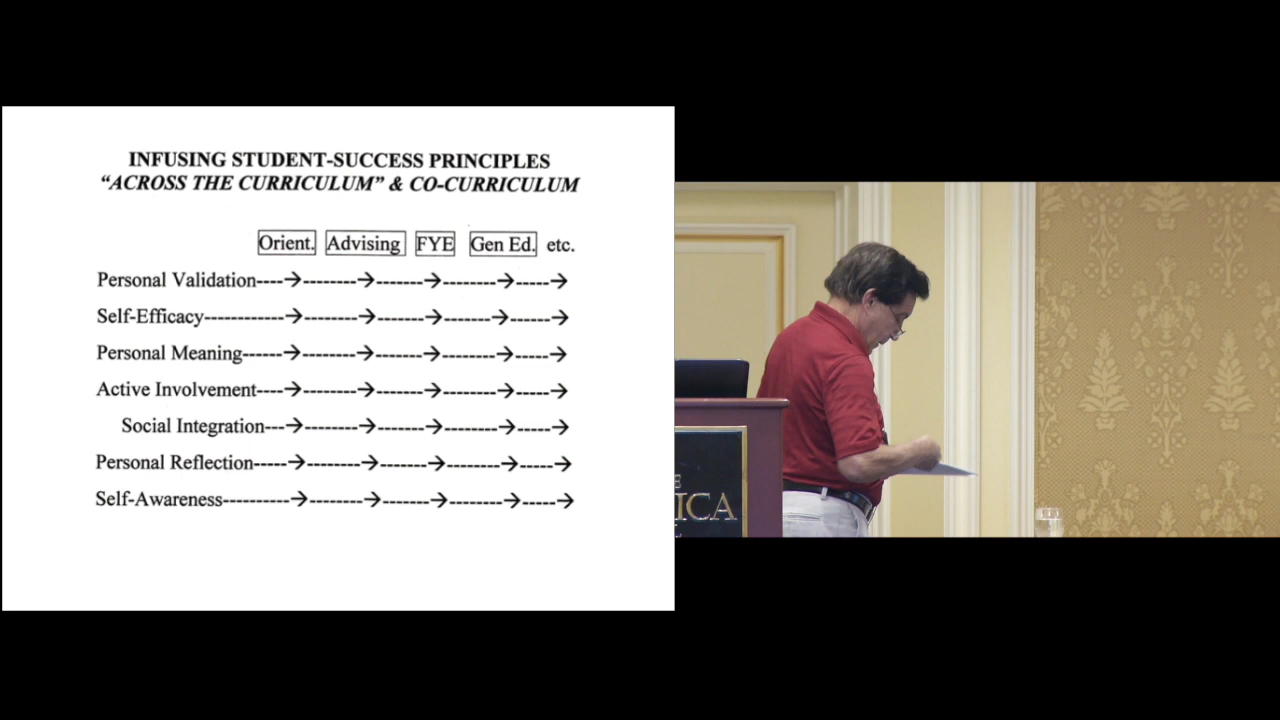 INFUSING STUDENT-SUCCESS PRINCIPLES
“ACROSS THE CURRICULUM” & CO-CURRICULUM
Orient. Advising FYE Gen Ed. etc.
Personal Validation----→--------→-------→--------→-----→
Self-Efficacy------------→--------→-------→-------→------→
Personal Meaning------→--------→-------→--------→-----→
Active Involvement----→--------→-------→--------→-----→
Social Integration---→--------→-------→--------→-----→
Personal Reflection-----→--------→-------→--------→-----→
Self-Awareness----------→--------→-------→--------→-----→